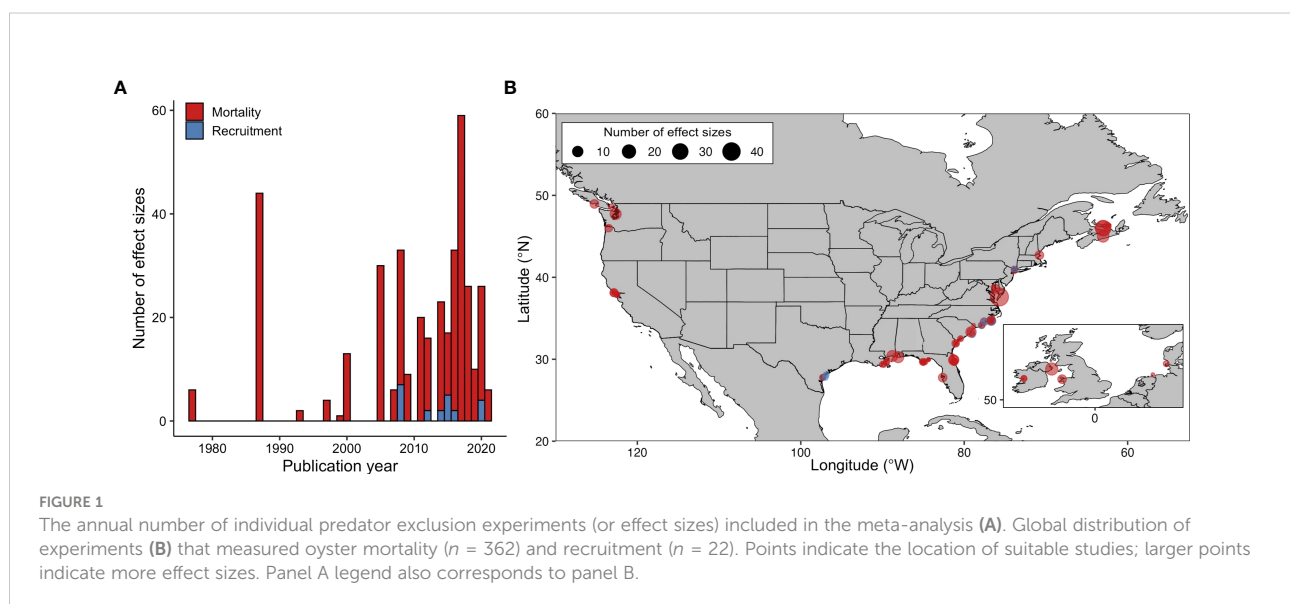 A
Mortality
Recruitment
60
40
20
0
Number of effect sizes
1980 1990 2000 2010 2020
Publication year
B
Number of effect sizes
10 20 30 40
60
50
40
30
20
Latitude (°N)
120 100 80 60
Longitude (°W)
50
0
FIGURE 1
The annual number of individual predator exclusion experiments (or effect sizes) included in the meta-analysis (A). Global distribution of
experiments (B) that measured oyster mortality (n = 362) and recruitment (n = 22). Points indicate the location of suitable studies; larger points
indicate more effect sizes. Panel A legend also corresponds to panel B.